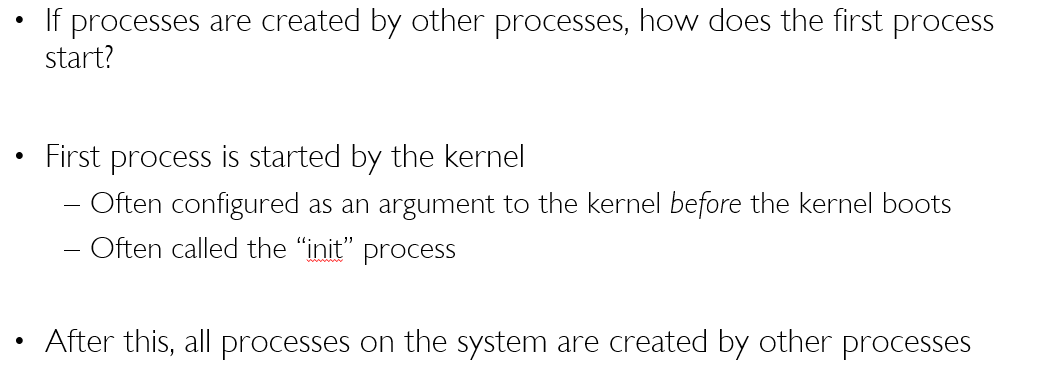 • If processes are created by other processes, how does the first process
start?
• First process is started by the kernel
– Often configured as an argument to the kernel before the kernel boots
– Often called the “init” process
• After this, all processes on the system are created by other processes